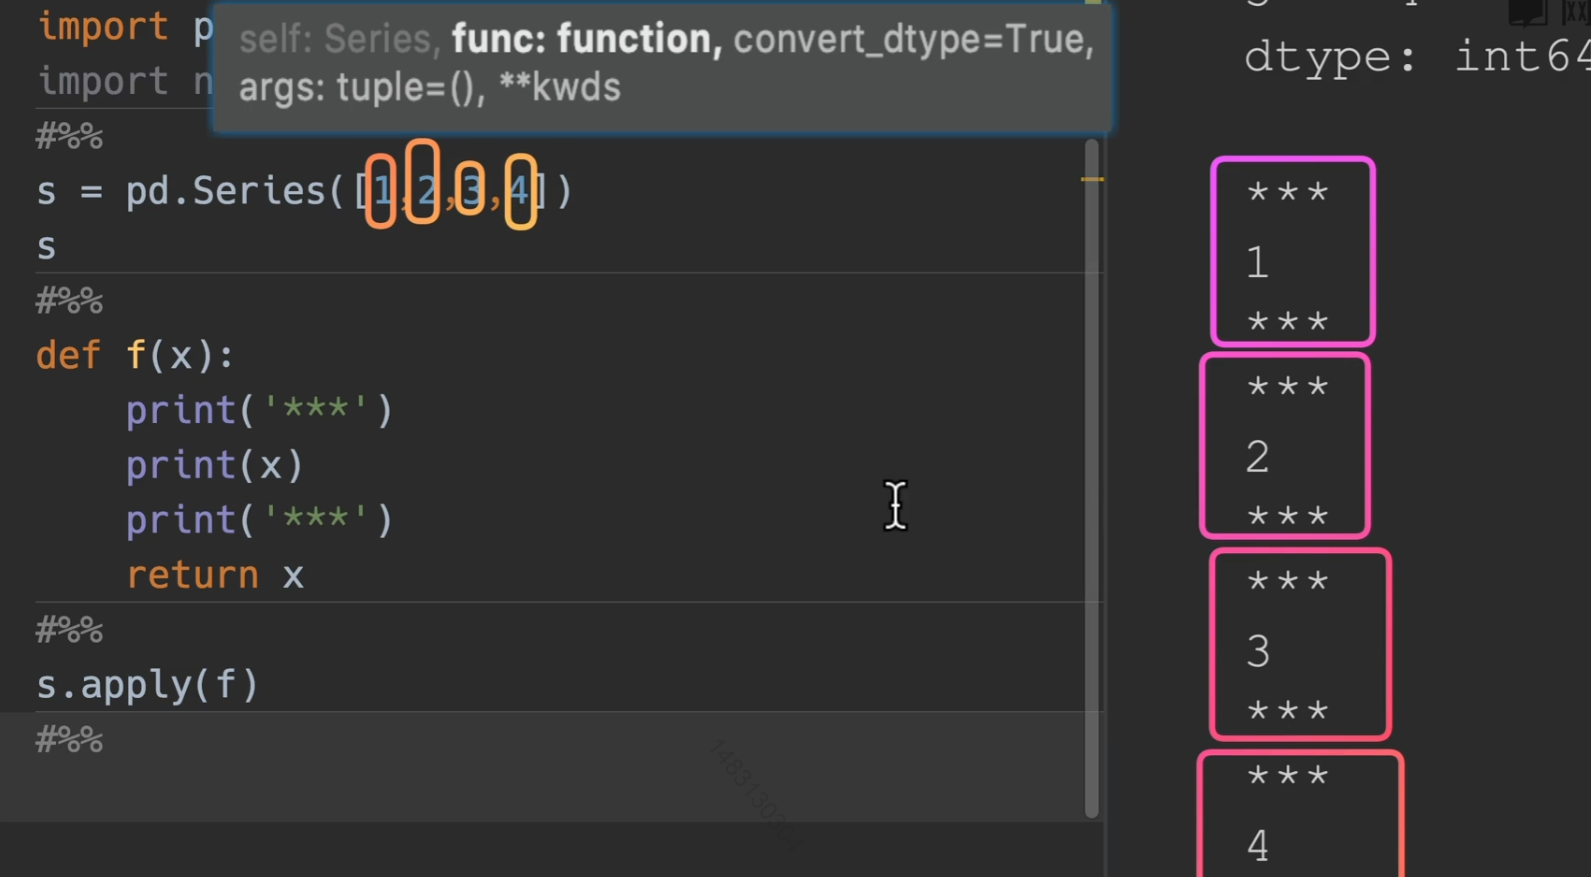 import p
import n
self: Series, func: function, convert_dtype=True,
args: tuple=(), **kwds
#%%
s = pd.Series([1,2,3,4])
s
#%%
def f(x):
    print('***')
    print(x)
    print('***')
    return x
#%%
s.apply(f)
#%%
dtype: int64
***
1
***
***
2
***
***
3
***
***
4